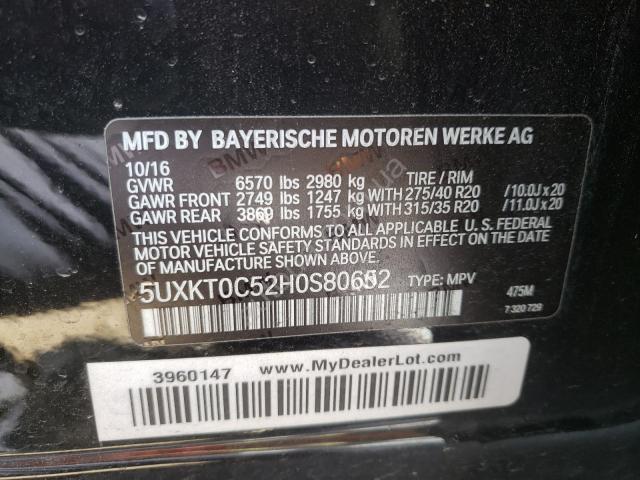 MFD BY BAYERISCHE MOTOREN WERKE AG
10/16
GVWR 6570 lbs 2980 kg TIRE / RIM
GAWR FRONT 2749 lbs 1247 kg WITH 275/40 R20 /10.0J x 20
GAWR REAR 3869 lbs 1755 kg WITH 315/35 R20 /11.0J x 20
THIS VEHICLE CONFORMS TO ALL APPLICABLE U. S. FEDERAL
MOTOR VEHICLE SAFETY STANDARDS IN EFFECT ON THE
DATE OF MANUFACTURE SHOWN ABOVE.
5UXKT0C52H0S80652 TYPE: MPV 475M
7 320 729
3960147 www.MyDealerLot.com